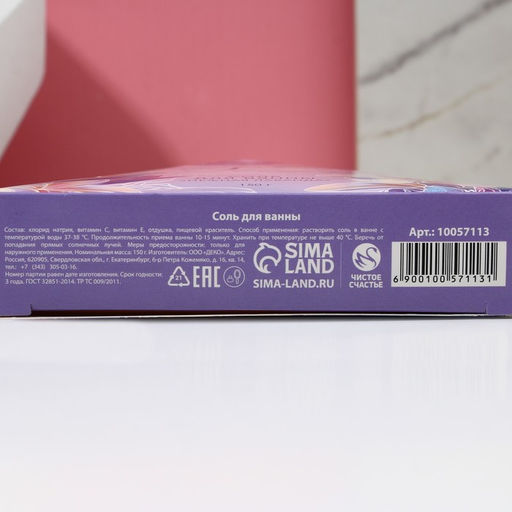 150 г
Соль для ванны
Состав: хлорид натрия, витамин С, витамин Е, отдушка, пищевой краситель. Способ применения: растворить соль в ванне с
температурой воды 37-38 °С. Продолжительность приема ванны 10-15 минут. Хранить при температуре не выше 40 °С. Беречь от
попадания прямых солнечных лучей. Меры предосторожности: только для
наружного применения. Номинальная масса: 150 г. Изготовитель: ООО «ДЕКО». Адрес:
Россия, 620905, Свердловская обл., г. Екатеринбург, б-р Петра Кожемяко, д. 16, кв. 14,
тел.: +7 (343) 305-03-16.
Номер партии равен дате изготовления. Срок годности:
3 года. ГОСТ 32851-2014. ТР ТС 009/2011.
21
EAC
SIMA
LAND
SIMA-LAND.RU
ЧИСТОЕ
СЧАСТЬЕ
Арт.: 10057113
6 900100 571131